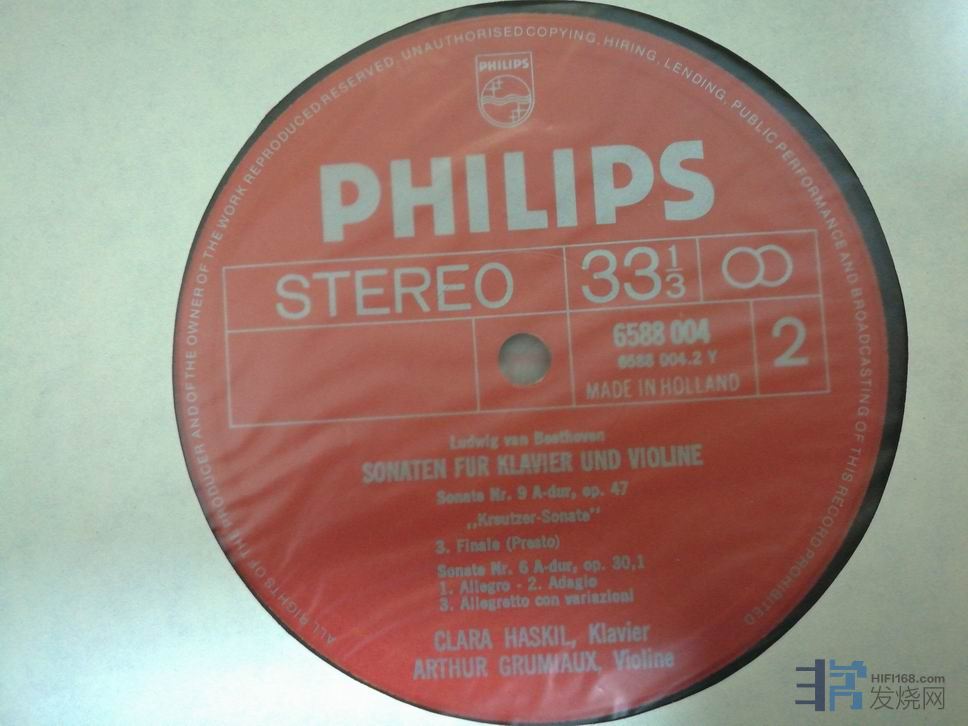 ALL RIGHTS OF THE PRODUCER AND OF THE OWNER OF THE WORK REPRODUCED RESERVED. UNAUTHORISED COPYING, HIRING, LENDING, PUBLIC PERFORMANCE AND BROADCASTING OF THIS RECORD PROHIBITED
PHILIPS
PHILIPS
STEREO 33 1/3
6588 004
6588 004.2 Y
MADE IN HOLLAND
2
Ludwig van Beethoven
SONATEN FÜR KLAVIER UND VIOLINE
Sonate Nr. 9 A-dur, op. 47
„Kreutzer-Sonate"
3. Finale (Presto)
Sonate Nr. 6 A-dur, op. 30,1
1. Allegro - 2. Adagio
3. Allegretto con variazioni
CLARA HASKIL, Klavier
ARTHUR GRUMIAUX, Violine
HIFI168.com
发烧网